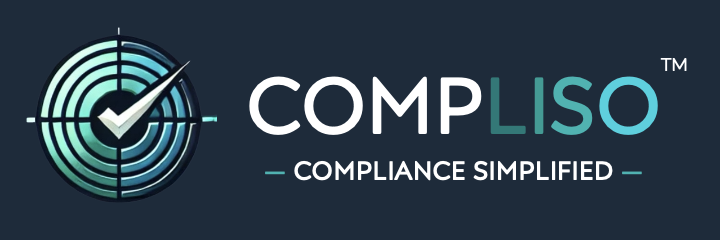 COMPLISO™
— COMPLIANCE SIMPLIFIED —